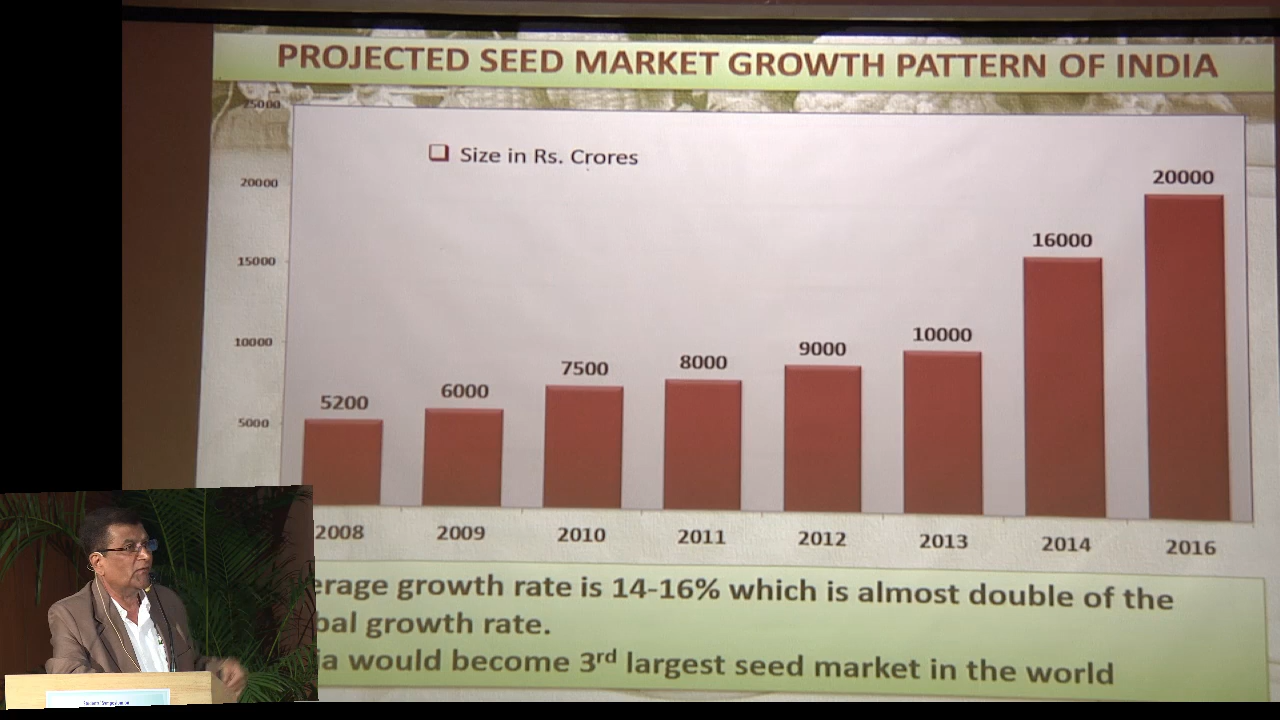 PROJECTED SEED MARKET GROWTH PATTERN OF INDIA
25000
Size in Rs. Crores
20000
20000
16000
15000
10000
10000
9000
8000
7500
6000
5200
5000
2008 2009 2010 2011 2012 2013 2014 2016
erage growth rate is 14-16% which is almost double of the
bal growth rate.
ia would become 3rd largest seed market in the world